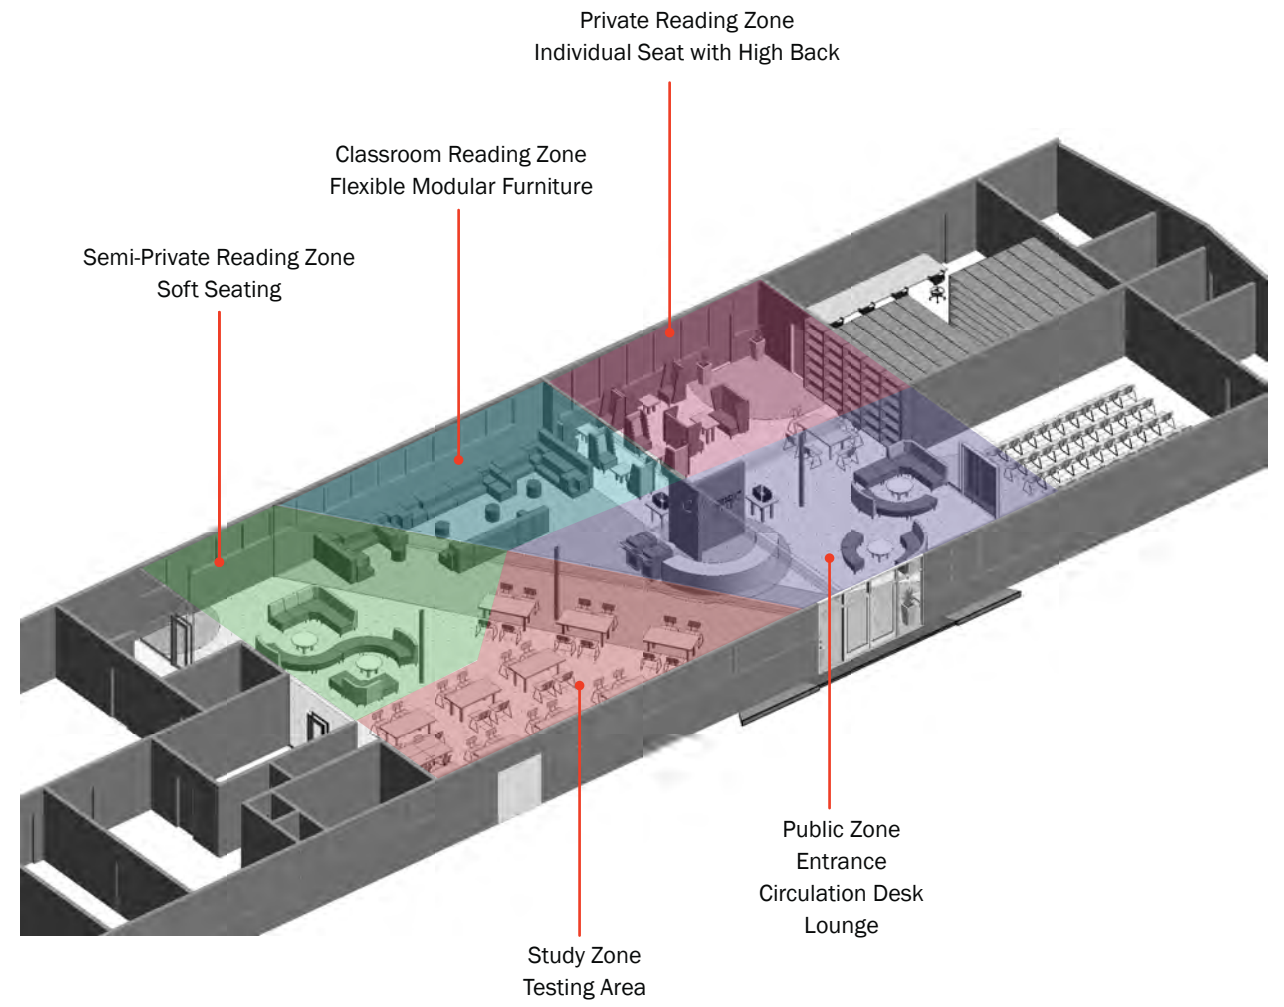 Private Reading Zone
Individual Seat with High Back
Classroom Reading Zone
Flexible Modular Furniture
Semi-Private Reading Zone
Soft Seating
Public Zone
Entrance
Circulation Desk
Lounge
Study Zone
Testing Area